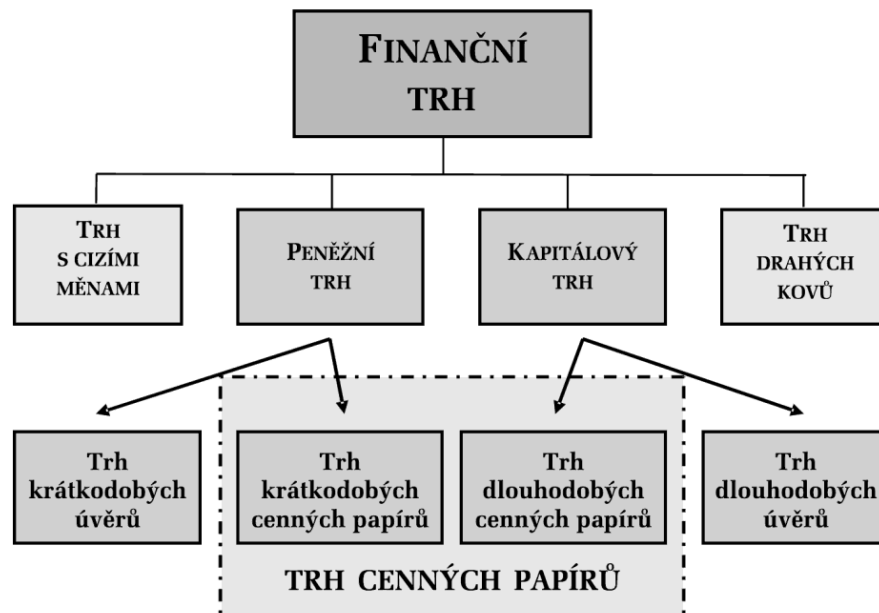 FINANČNÍ
TRH
TRH
S CIZÍMI
MĚNAMI
PENĚŽNÍ
TRH
KAPITÁLOVÝ
TRH
TRH
DRAHÝCH
KOVŮ
Trh
krátkodobých
úvěrů
Trh
krátkodobých
cenných papírů
Trh
dlouhodobých
cenných papírů
Trh
dlouhodobých
úvěrů
TRH CENNÝCH PAPÍRŮ